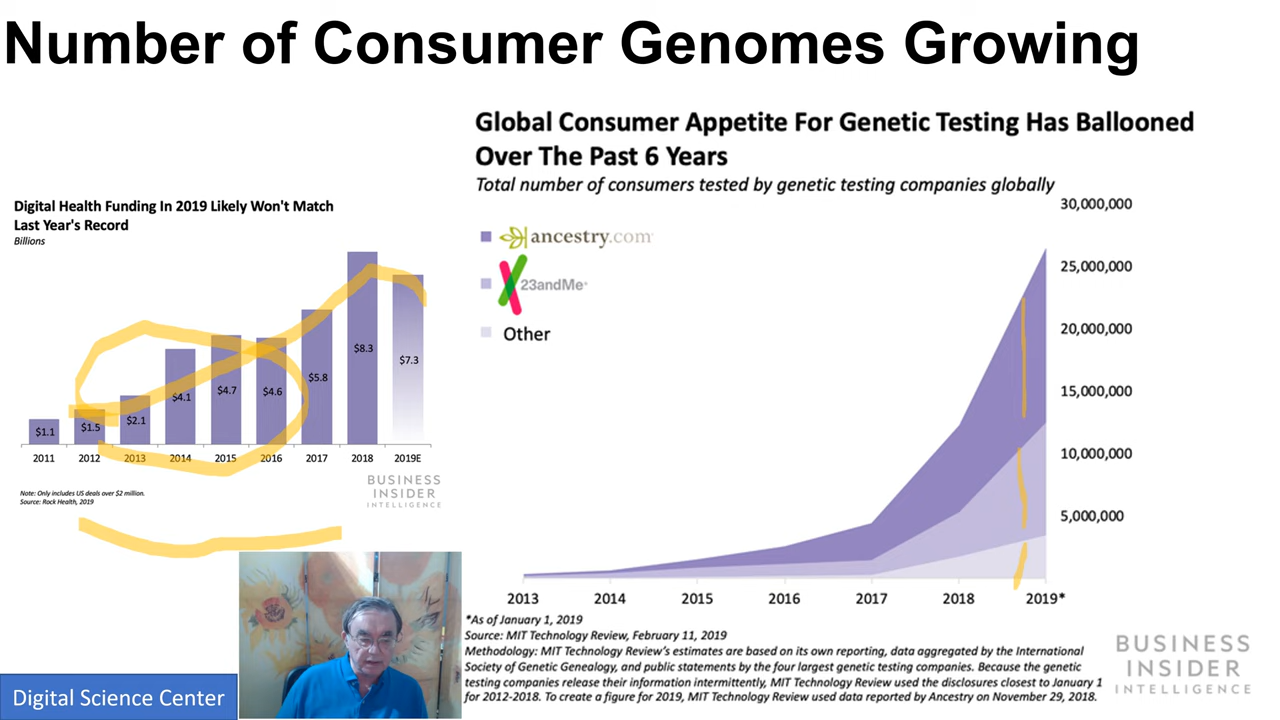 Number of Consumer Genomes Growing
Digital Health Funding In 2019 Likely Won't Match
Last Year's Record
Billions
$1.1
$1.5
$2.1
$4.1
$4.7
$4.6
$5.8
$8.3
$7.3
2011 2012 2013 2014 2015 2016 2017 2018 2019E
BUSINESS
INSIDER
INTELLIGENCE
Note: Only includes US deals over $2 million.
Source: Rock Health, 2019
Global Consumer Appetite For Genetic Testing Has Ballooned
Over The Past 6 Years
Total number of consumers tested by genetic testing companies globally
ancestry.com
23andMe
Other
30,000,000
25,000,000
20,000,000
15,000,000
10,000,000
5,000,000
2013 2014 2015 2016 2017 2018 2019*
*As of January 1, 2019
Source: MIT Technology Review, February 11, 2019
Methodology: MIT Technology Review's estimates are based on its own reporting, data aggregated by the International
Society of Genetic Genealogy, and public statements by the four largest genetic testing companies. Because the genetic
testing companies release their information intermittently, MIT Technology Review used the disclosures closest to January 1
for 2012-2018. To create a figure for 2019, MIT Technology Review used data reported by Ancestry on November 29, 2018.
BUSINESS
INSIDER
INTELLIGENCE
Digital Science Center